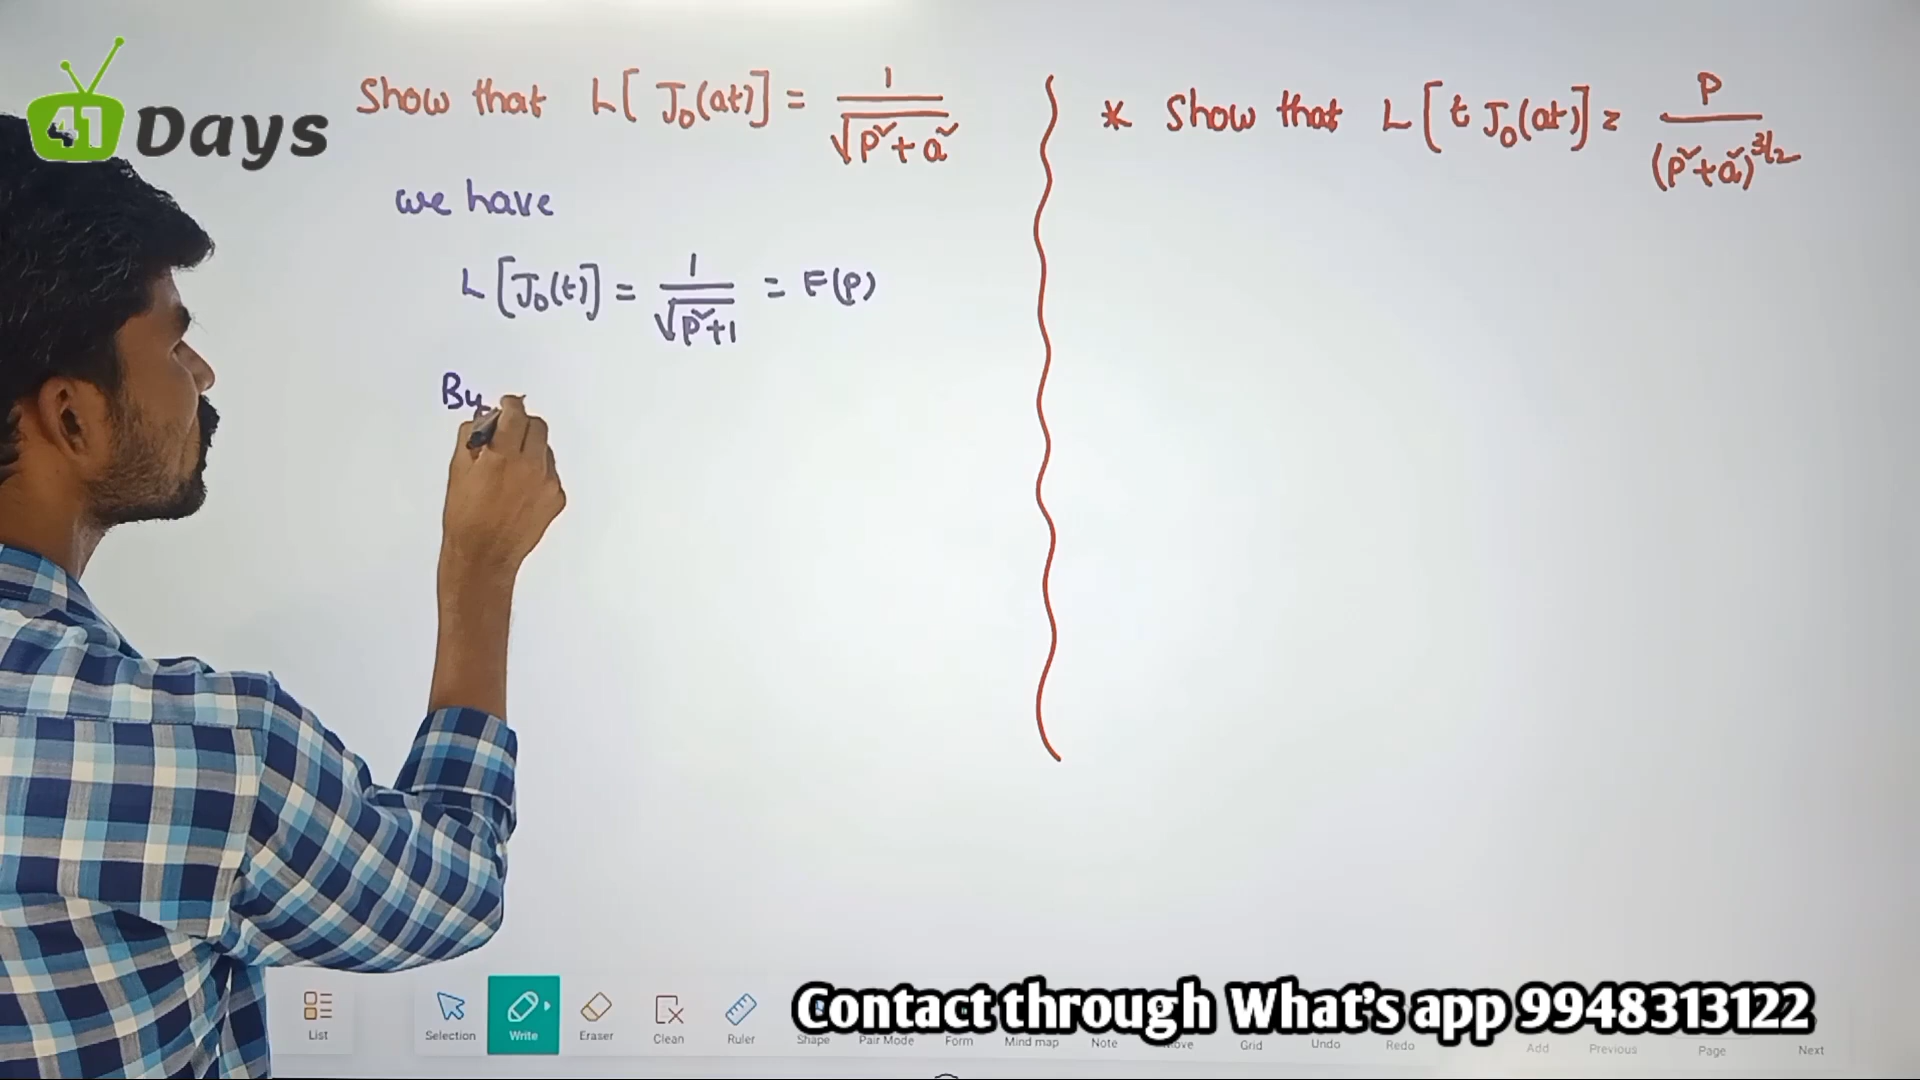 41 Days
Show that L[J₀(at)] = 1/√(p²+a²)
we have
L[J₀(t)] = 1/√(p²+1) = F(p)
By
* Show that L[t J₀(at)] = p/(p²+a²)^3/2
List
Selection
Write
Eraser
Clean
Ruler
Shape
Pair Mode
Form
Mind map
Note
Grid
Undo
Redo
Add
Previous
Page
Next
Contact through What's app 9948313122